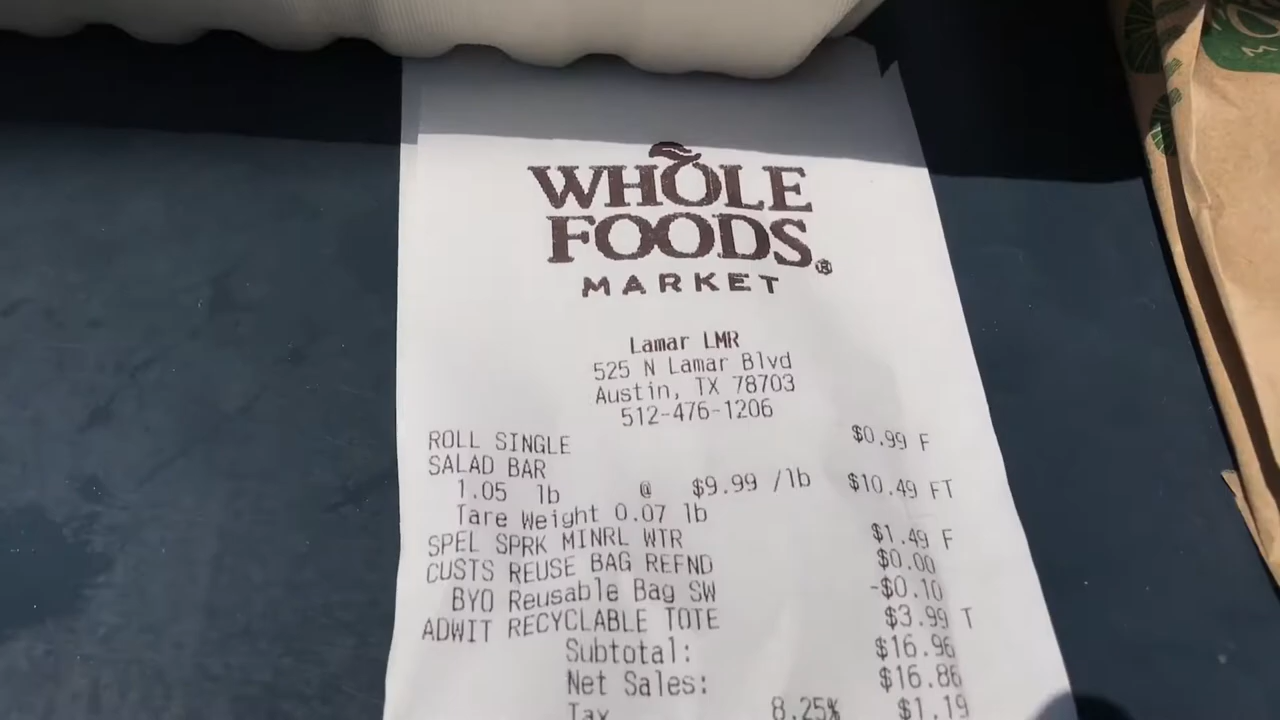 WHOLE
FOODS®
MARKET
Lamar LMR
525 N Lamar Blvd
Austin, TX 78703
512-476-1206
ROLL SINGLE $0.99 F
SALAD BAR
1.05 lb @ $9.99 /lb $10.49 FT
Tare Weight 0.07 lb
SPEL SPRK MINRL WTR $1.49 F
CUSTS REUSE BAG REFND $0.00
BYO Reusable Bag SW -$0.10
ADWIT RECYCLABLE TOTE $3.99 T
Subtotal: $16.96
Net Sales: $16.86
Tax 8.25% $1.19